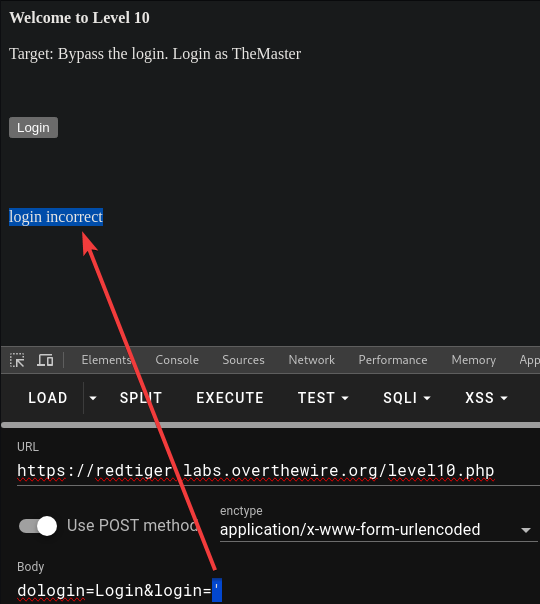 Welcome to Level 10
Target: Bypass the login. Login as TheMaster
Login
login incorrect
Elements Console Sources Network Performance Memory App
LOAD SPLIT EXECUTE TEST SQLI XSS
URL
https://redtiger.labs.overthewire.org/level10.php
Use POST method
enctype
application/x-www-form-urlencoded
Body
dologin=Login&login='